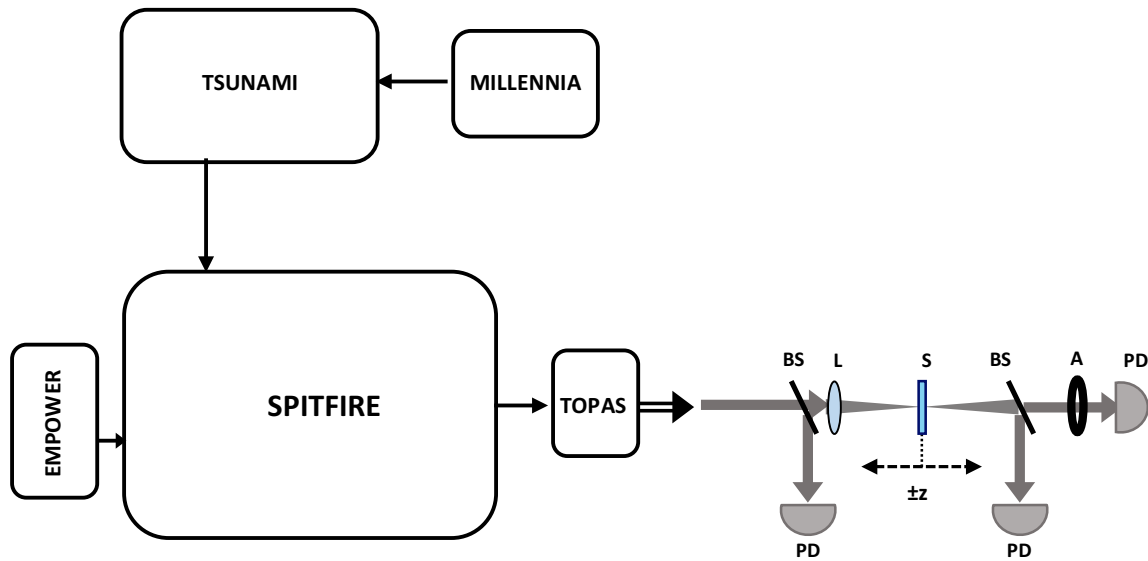 TSUNAMI
MILLENNIA
EMPOWER
SPITFIRE
TOPAS
BS
L
S
BS
A
PD
±z
PD
PD